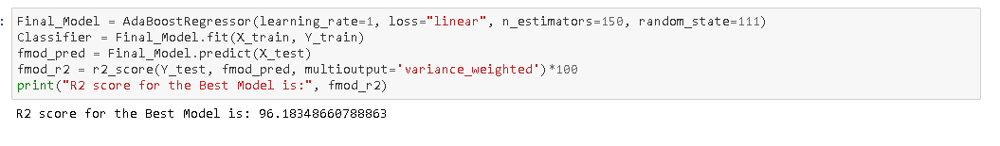 : Final_Model = AdaBoostRegressor(learning_rate=1, loss="linear", n_estimators=150, random_state=111)
Classifier = Final_Model.fit(X_train, Y_train)
fmod_pred = Final_Model.predict(X_test)
fmod_r2 = r2_score(Y_test, fmod_pred, multioutput='variance_weighted')*100
print("R2 score for the Best Model is:", fmod_r2)
R2 score for the Best Model is: 96.18348660788863